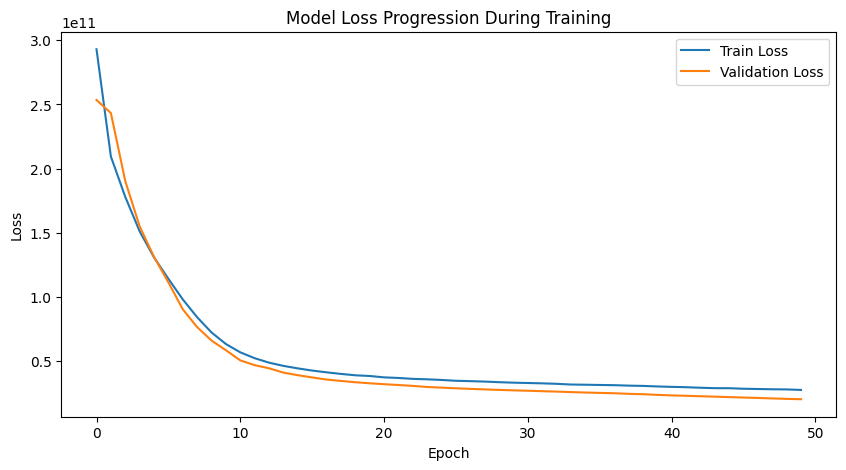 Model Loss Progression During Training
1e11
3.0
2.5
2.0
1.5
1.0
0.5
Loss
Train Loss
Validation Loss
0 10 20 30 40 50
Epoch